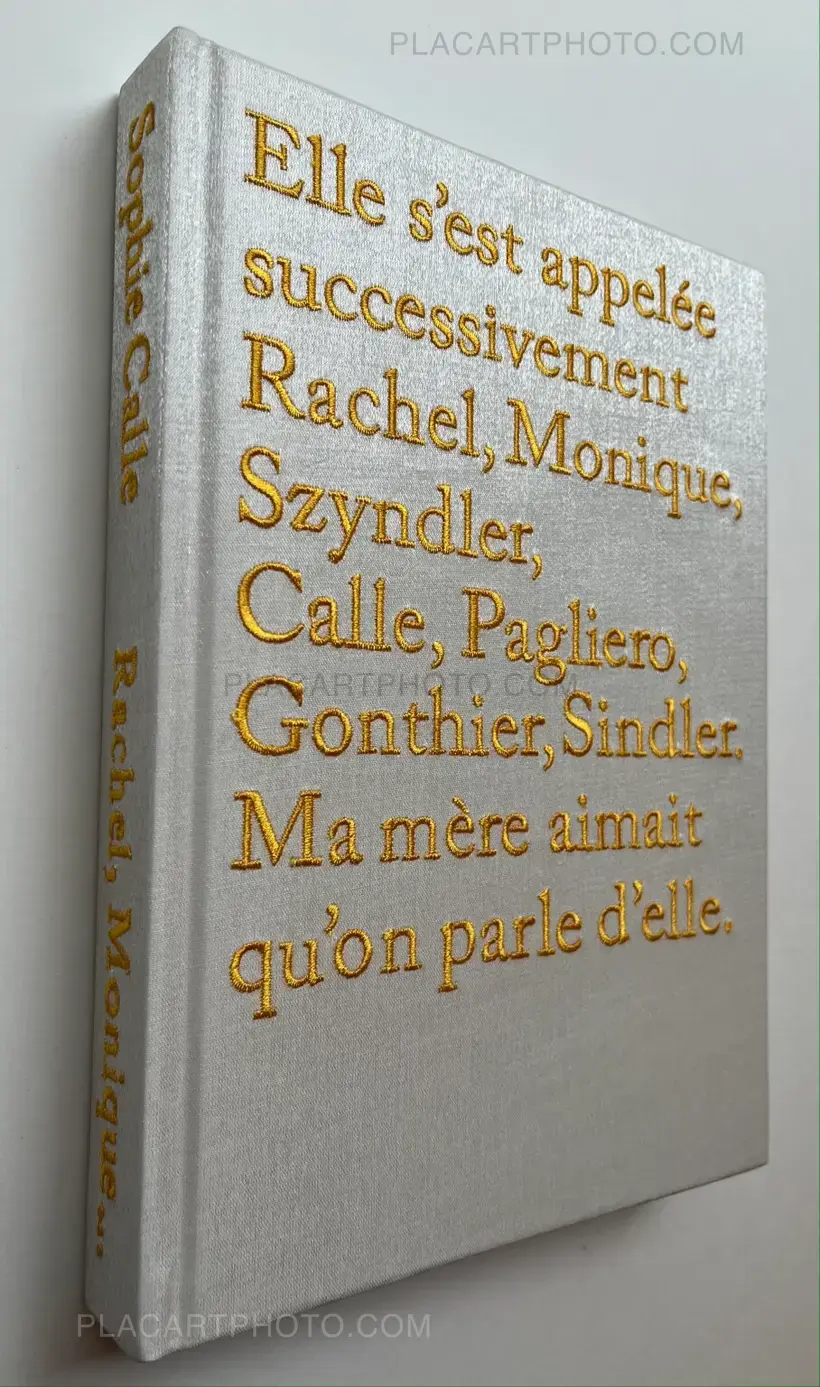 PLACARTPHOTO.COM
Sophie Calle Rachel, Monique...
Elle s'est appelée
successivement
Rachel, Monique,
Szyndler,
Calle, Pagliero,
PLACARTPHOTO.COM
Gonthier, Sindler.
Ma mère aimait
qu'on parle d'elle.
PLACARTPHOTO.COM